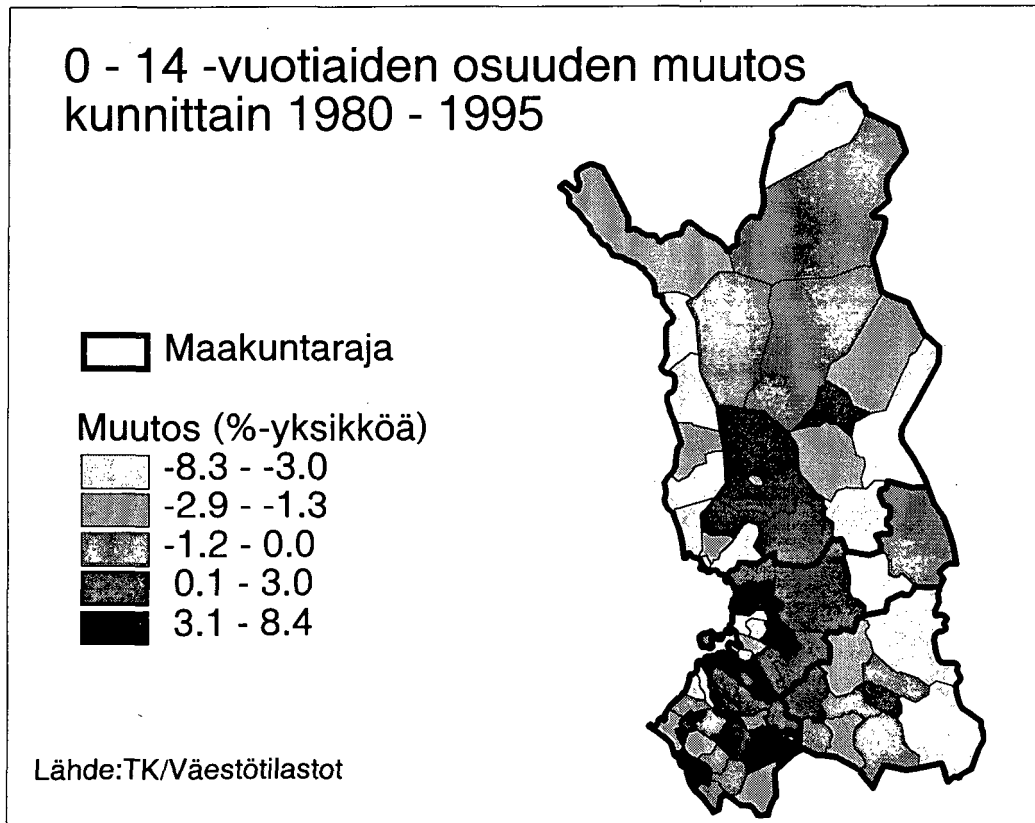 0 - 14 -vuotiaiden osuuden muutos
kunnittain 1980 - 1995
Maakuntaraja
Muutos (%-yksikköä)
-8.3 - -3.0
-2.9 - -1.3
-1.2 - 0.0
0.1 - 3.0
3.1 - 8.4
Lähde:TK/Väestötilastot